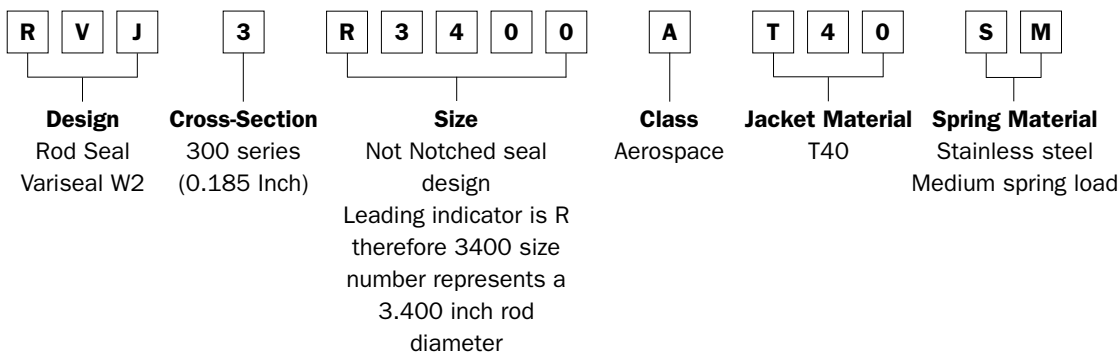 R V J 3 R 3 4 0 0 A T 4 0 S M
Design Cross-Section Size Class Jacket Material Spring Material
Rod Seal 300 series Not Notched seal Aerospace T40 Stainless steel
Variseal W2 (0.185 Inch) design Medium spring load
Leading indicator is R
therefore 3400 size
number represents a
3.400 inch rod
diameter